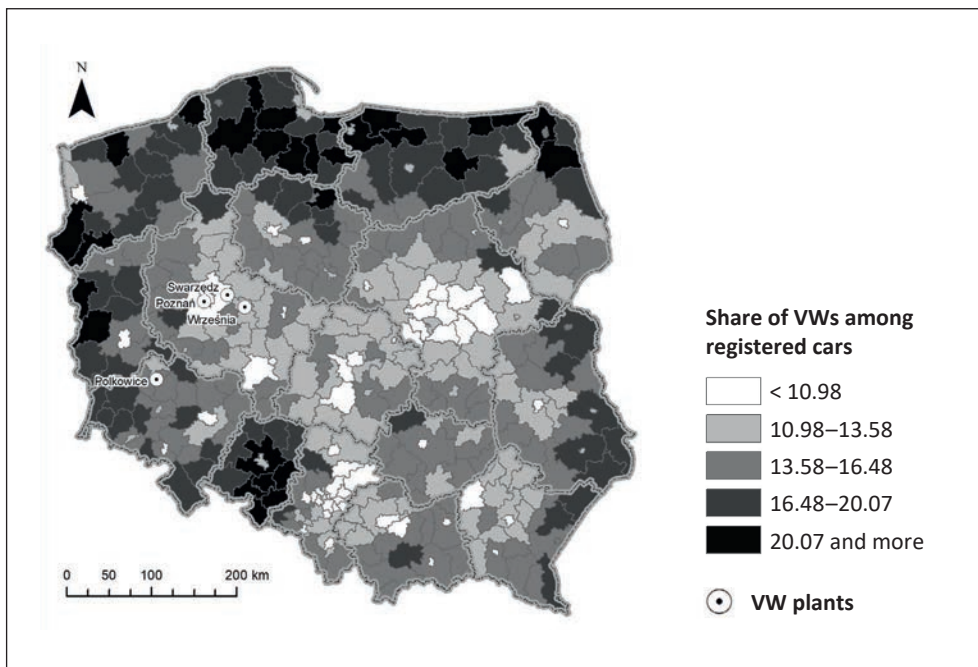 N
Swarzędz
Poznań
Września
Polkowice
0 50 100 200 km
Share of VWs among
registered cars
< 10.98
10.98–13.58
13.58–16.48
16.48–20.07
20.07 and more
VW plants